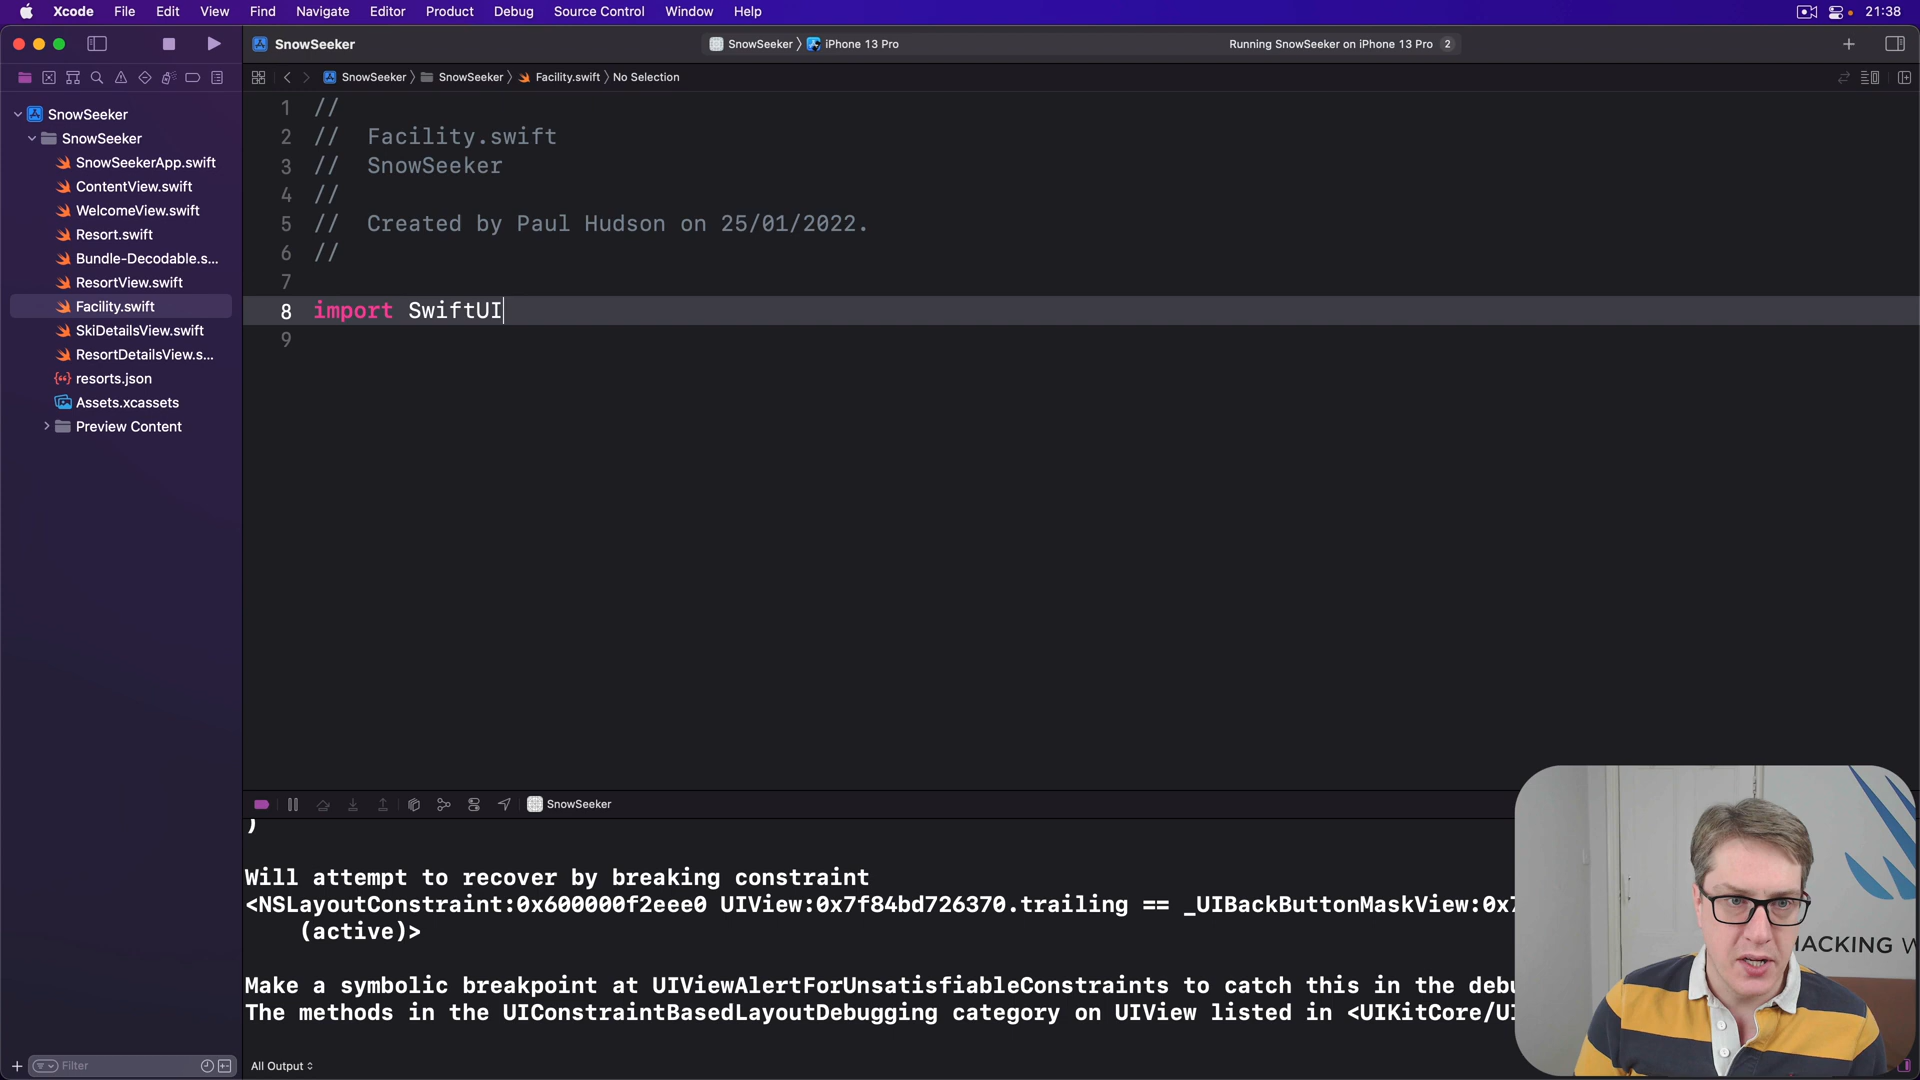 Xcode File Edit View Find Navigate Editor Product Debug Source Control Window Help 21:38
SnowSeeker SnowSeeker iPhone 13 Pro Running SnowSeeker on iPhone 13 Pro 2
SnowSeeker SnowSeeker Facility.swift No Selection
SnowSeeker
SnowSeeker
SnowSeekerApp.swift
ContentView.swift
WelcomeView.swift
Resort.swift
Bundle-Decodable.s...
ResortView.swift
Facility.swift
SkiDetailsView.swift
ResortDetailsView.s...
resorts.json
Assets.xcassets
Preview Content
1 //
2 // Facility.swift
3 // SnowSeeker
4 //
5 // Created by Paul Hudson on 25/01/2022.
6 //
7
8 import SwiftUI
9
SnowSeeker
)
Will attempt to recover by breaking constraint
<NSLayoutConstraint:0x600000f2eee0 UIView:0x7f84bd726370.trailing == _UIBackButtonMaskView:0x7
(active)>
Make a symbolic breakpoint at UIViewAlertForUnsatisfiableConstraints to catch this in the debu
The methods in the UIConstraintBasedLayoutDebugging category on UIView listed in <UIKitCore/UI
HACKING W
Filter
All Output